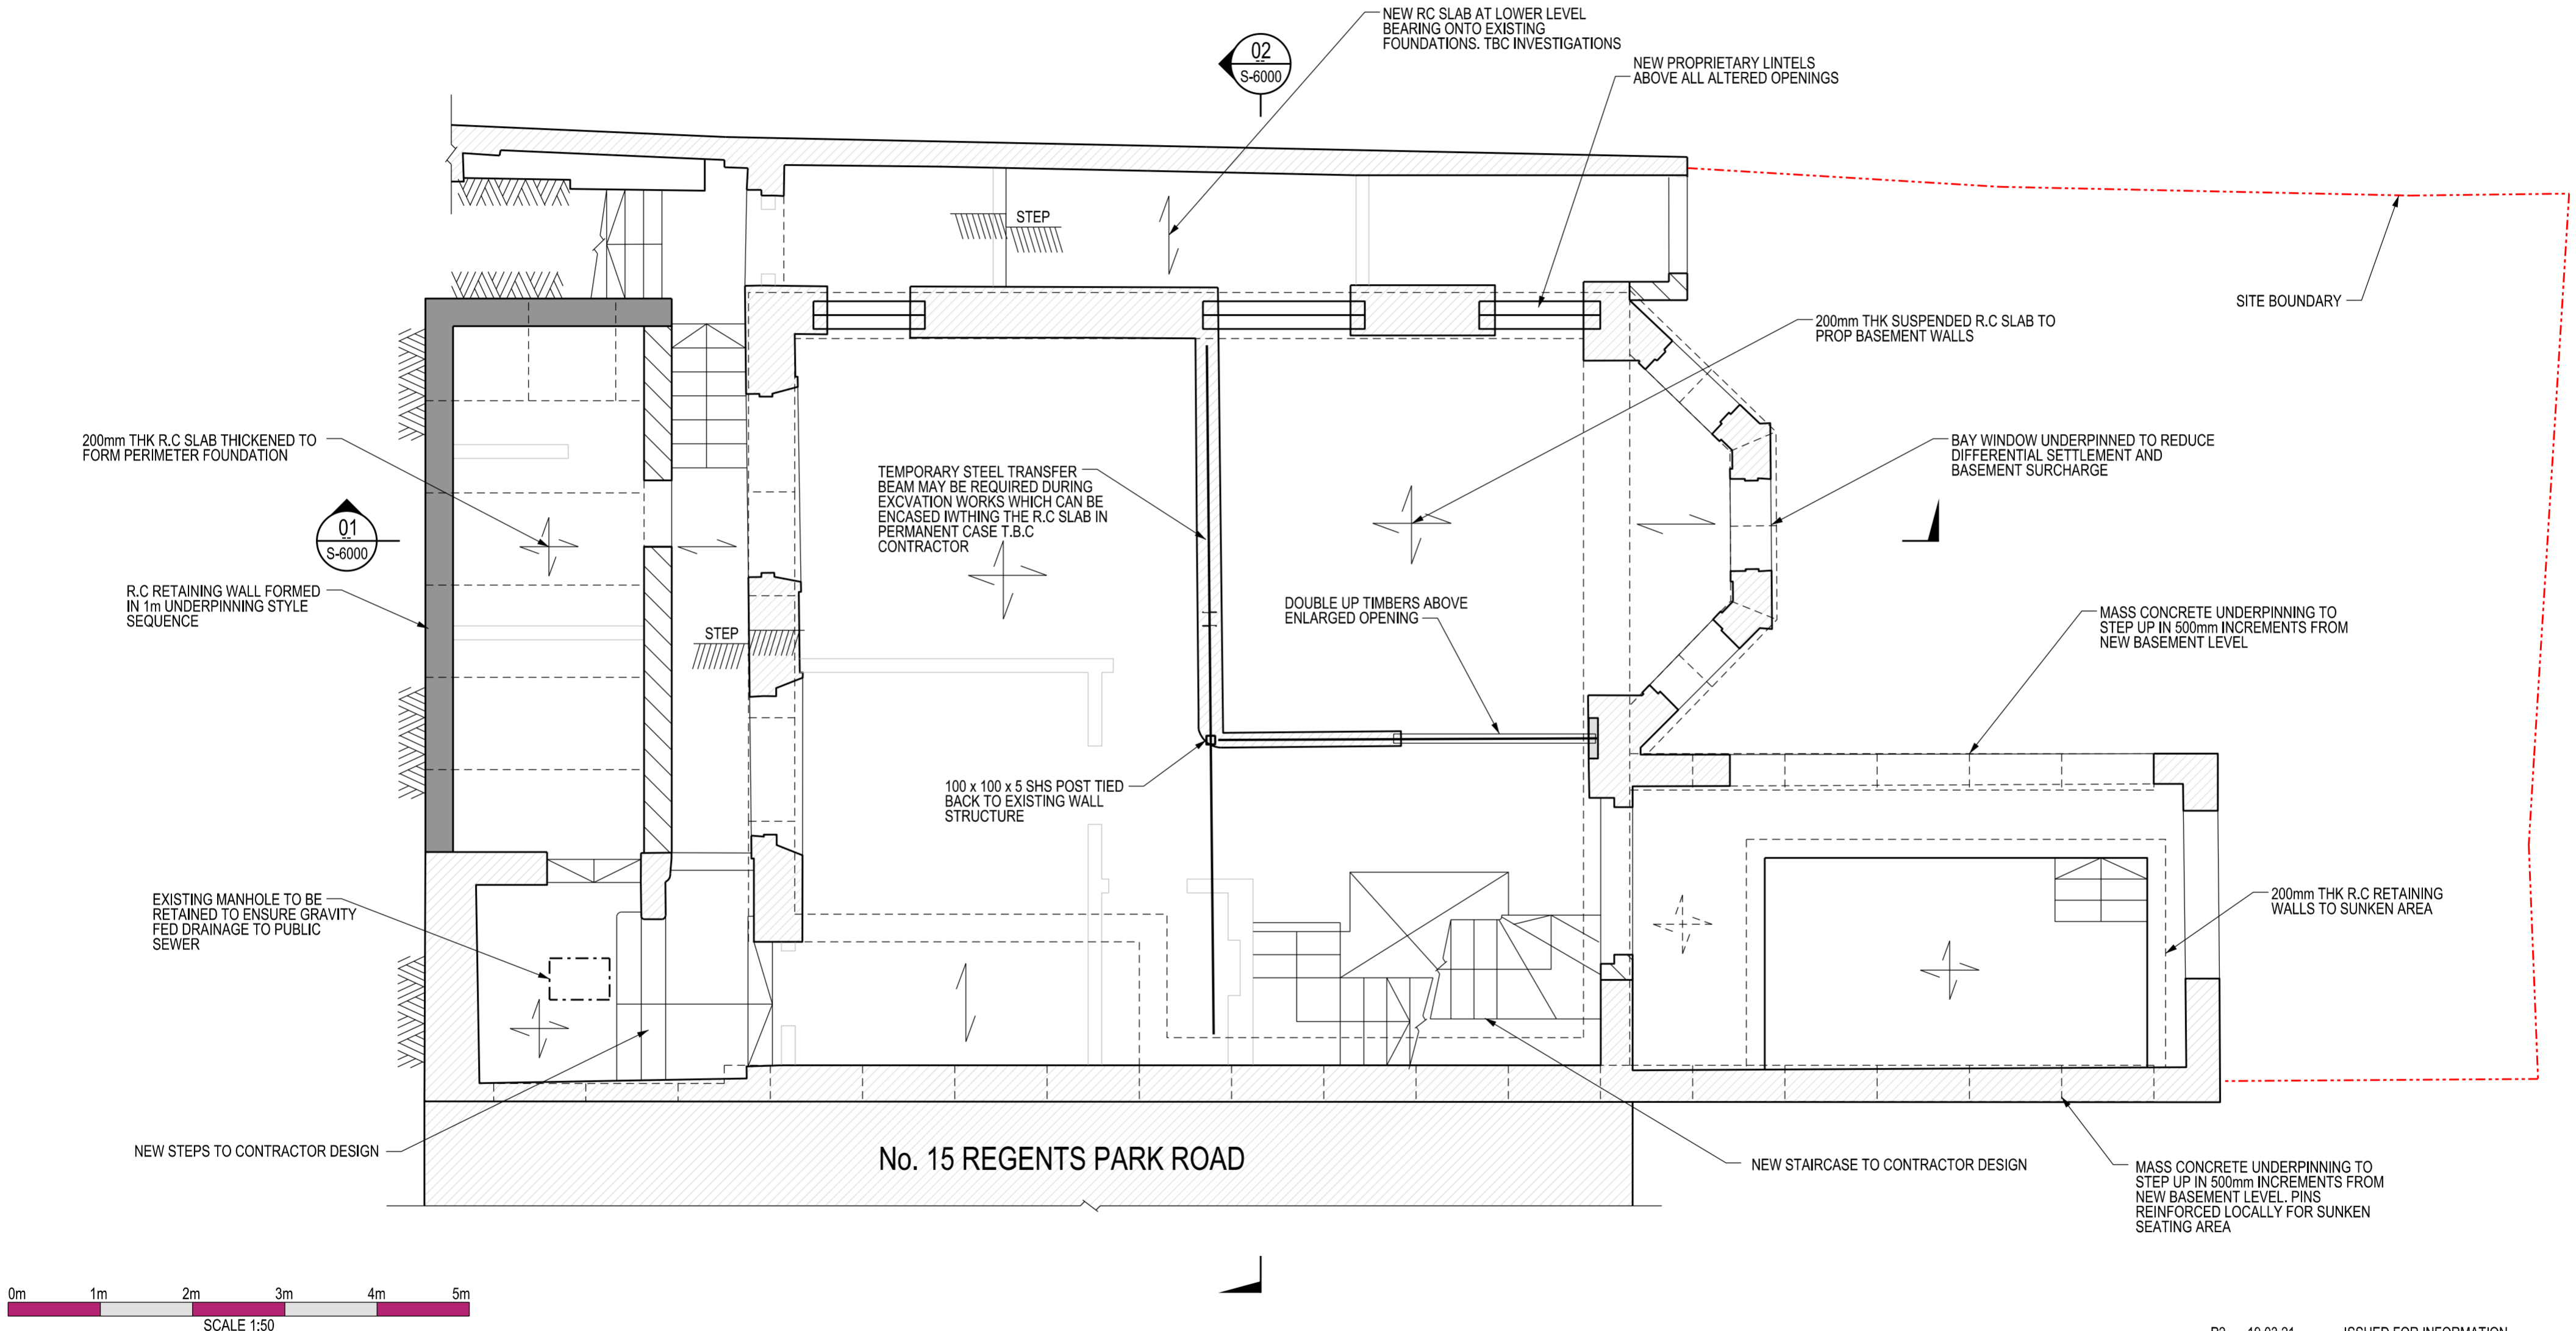 NEW RC SLAB AT LOWER LEVEL
BEARING ONTO EXISTING
FOUNDATIONS. TBC INVESTIGATIONS
02
S-6000
NEW PROPRIETARY LINTELS
ABOVE ALL ALTERED OPENINGS
STEP
SITE BOUNDARY
200mm THK SUSPENDED R.C SLAB TO
PROP BASEMENT WALLS
200mm THK R.C SLAB THICKENED TO
FORM PERIMETER FOUNDATION
TEMPORARY STEEL TRANSFER
BEAM MAY BE REQUIRED DURING
EXCVATION WORKS WHICH CAN BE
ENCASED IWTHING THE R.C SLAB IN
PERMANENT CASE T.B.C
CONTRACTOR
BAY WINDOW UNDERPINNED TO REDUCE
DIFFERENTIAL SETTLEMENT AND
BASEMENT SURCHARGE
01
S-6000
R.C RETAINING WALL FORMED
IN 1m UNDERPINNING STYLE
SEQUENCE
DOUBLE UP TIMBERS ABOVE
ENLARGED OPENING
MASS CONCRETE UNDERPINNING TO
STEP UP IN 500mm INCREMENTS FROM
NEW BASEMENT LEVEL
STEP
100 x 100 x 5 SHS POST TIED
BACK TO EXISTING WALL
STRUCTURE
EXISTING MANHOLE TO BE
RETAINED TO ENSURE GRAVITY
FED DRAINAGE TO PUBLIC
SEWER
200mm THK R.C RETAINING
WALLS TO SUNKEN AREA
NEW STEPS TO CONTRACTOR DESIGN
No. 15 REGENTS PARK ROAD
NEW STAIRCASE TO CONTRACTOR DESIGN
MASS CONCRETE UNDERPINNING TO
STEP UP IN 500mm INCREMENTS FROM
NEW BASEMENT LEVEL. PINS
REINFORCED LOCALLY FOR SUNKEN
SEATING AREA
0m 1m 2m 3m 4m 5m
SCALE 1:50
ISSUED FOR INFORMATION